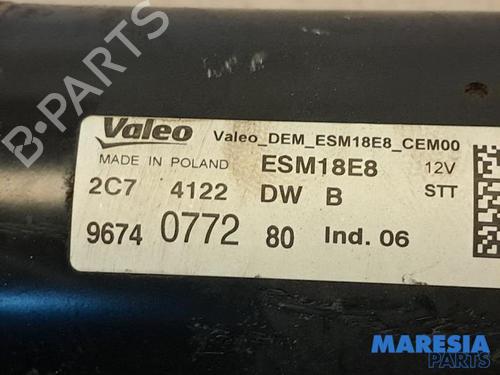 Valeo Valeo_DEM_ESM18E8_CEM00
MADE IN POLAND ESM18E8 12V
2C7 4122 DW B STT
9674 0772 80 Ind. 06
B-PARTS
MARESIA
Parts